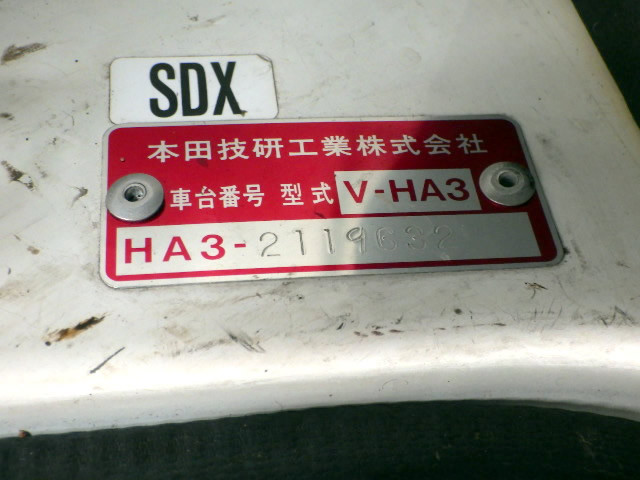 SDX
本田技研工業株式会社
車台番号 型式 V-HA3
HA3-2119632